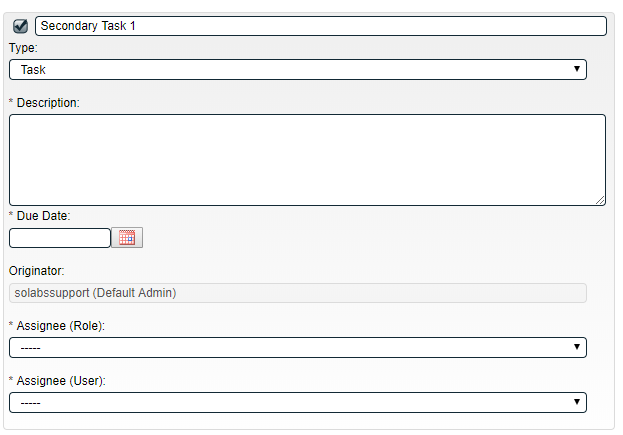 Secondary Task 1
Type:
Task
* Description:
* Due Date:
Originator:
solabssupport (Default Admin)
* Assignee (Role):
-----
* Assignee (User):
-----